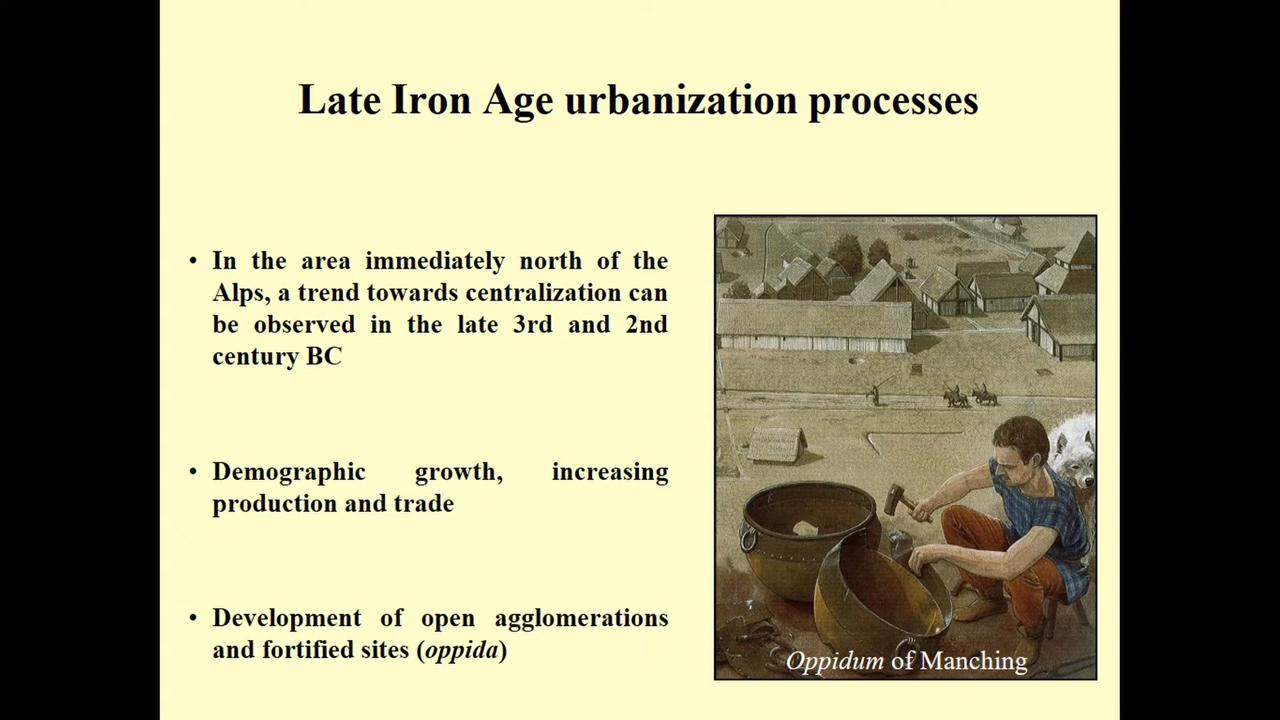 Late Iron Age urbanization processes
• In the area immediately north of the
Alps, a trend towards centralization can
be observed in the late 3rd and 2nd
century BC
• Demographic growth, increasing
production and trade
• Development of open agglomerations
and fortified sites (oppida)
Oppidum of Manching